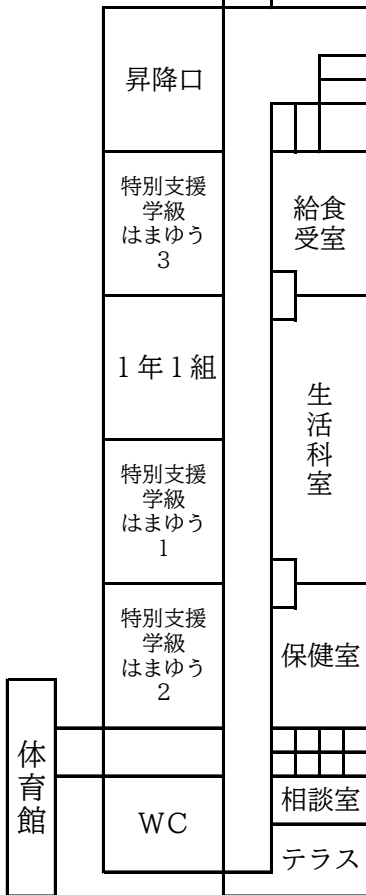 昇降口
特別支援
学級
はまゆう
3
給食
受室
1年1組
生活科室
特別支援
学級
はまゆう
1
特別支援
学級
はまゆう
2
保健室
体育館
WC
相談室
テラス